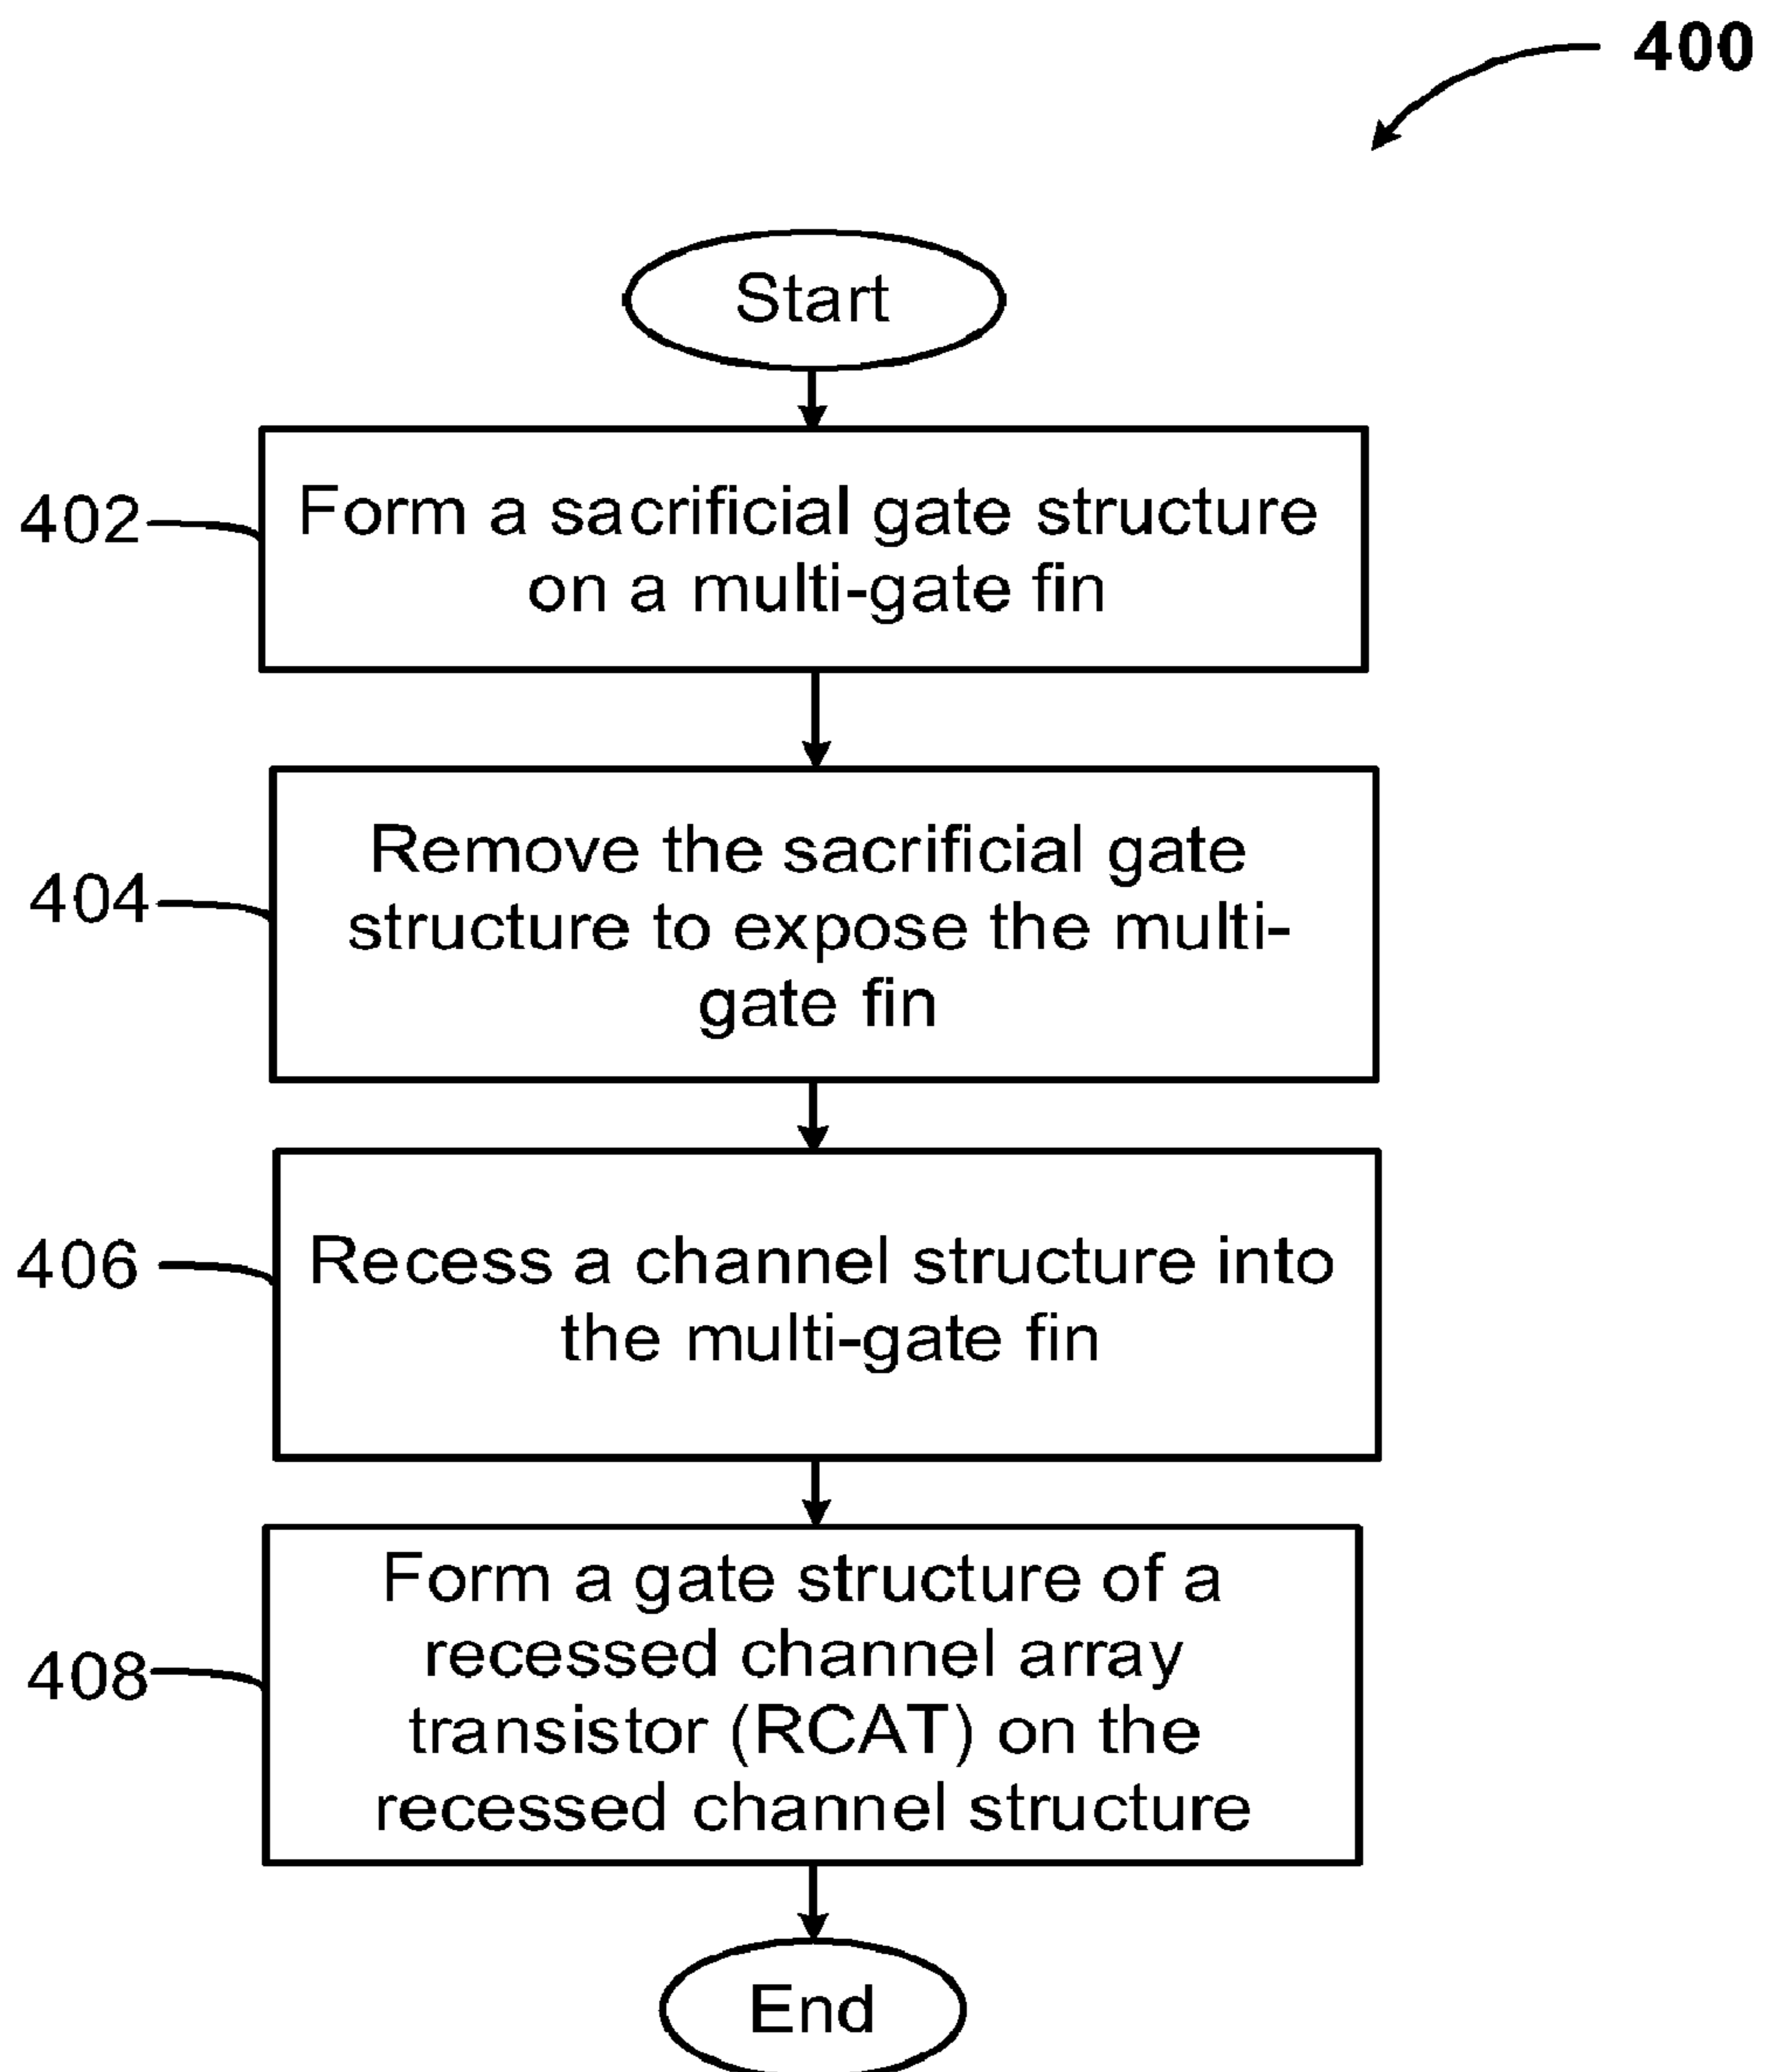 400
Start
402
Form a sacrificial gate structure
on a multi-gate fin
404
Remove the sacrificial gate
structure to expose the multi-
gate fin
406
Recess a channel structure into
the multi-gate fin
408
Form a gate structure of a
recessed channel array
transistor (RCAT) on the
recessed channel structure
End